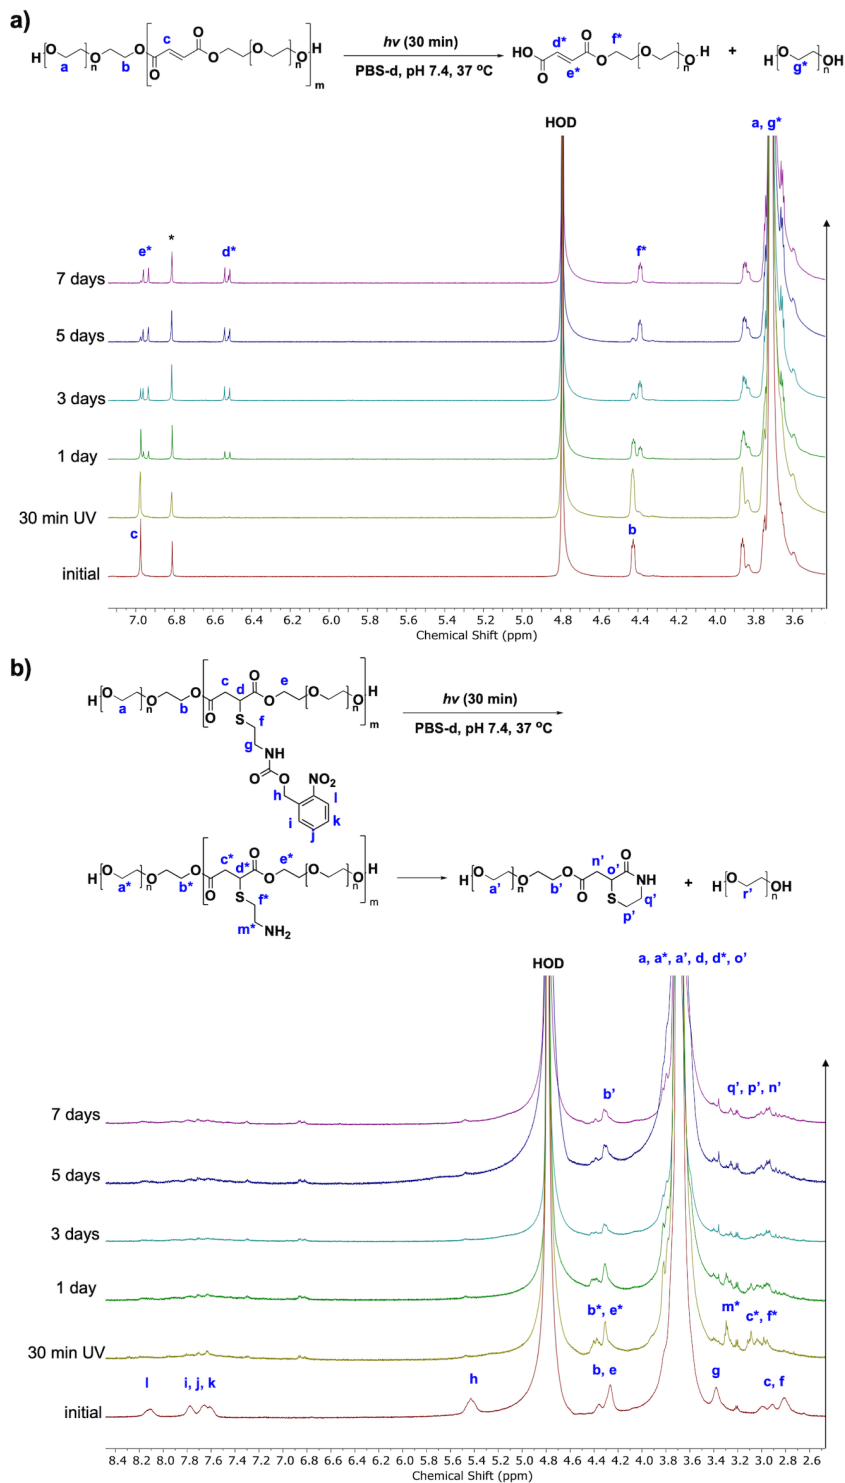 a)
H O n O O O c O O n O H m
a b
hν (30 min)
PBS-d, pH 7.4, 37 °C
HO O d* e* O O f* O n O H
+
H O n OH
g*
HOD
a, g*
e* * d* f*
7 days
5 days
3 days
1 day
30 min UV
c b
initial
7.0 6.8 6.6 6.4 6.2 6.0 5.8 5.6 5.4 5.2 5.0 4.8 4.6 4.4 4.2 4.0 3.8 3.6
Chemical Shift (ppm)
b)
H O n O O c d O O e O n O H m
a b
S f
g NH
O O
h NO2
i j k l
hν (30 min)
PBS-d, pH 7.4, 37 °C
H O n O O c* d* O O e* O n O H m
a* b*
S f*
m* NH2
H O n O O O n' o' O NH S
a' b' p' q'
+
H O n OH
r'
HOD
a, a*, a’, d, d*, o’
b’
q’, p’, n’
7 days
5 days
3 days
1 day
b*, e* m* c*, f*
30 min UV
l i, j, k h b, e g c, f
initial
8.4 8.2 8.0 7.8 7.6 7.4 7.2 7.0 6.8 6.6 6.4 6.2 6.0 5.8 5.6 5.4 5.2 5.0 4.8 4.6 4.4 4.2 4.0 3.8 3.6 3.4 3.2 3.0 2.8 2.6
Chemical Shift (ppm)